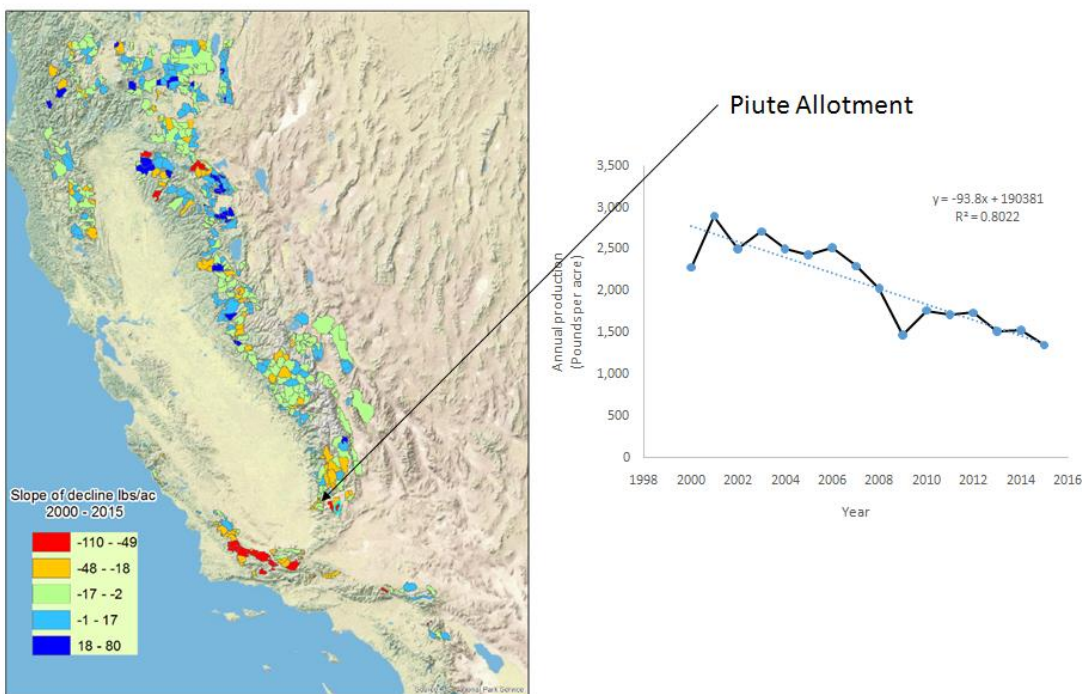 Piute Allotment
Slope of decline lbs/ac
2000 - 2015
-110 - -49
-48 - -18
-17 - -2
-1 - 17
18 - 80
3,500
3,000
2,500
2,000
1,500
1,000
500
0
Annual production
(Poundsper acre)
y = -93.8x + 190381
R² = 0.8022
1998
2000
2002
2004
2006
2008
2010
2012
2014
2016
Year
Park Service